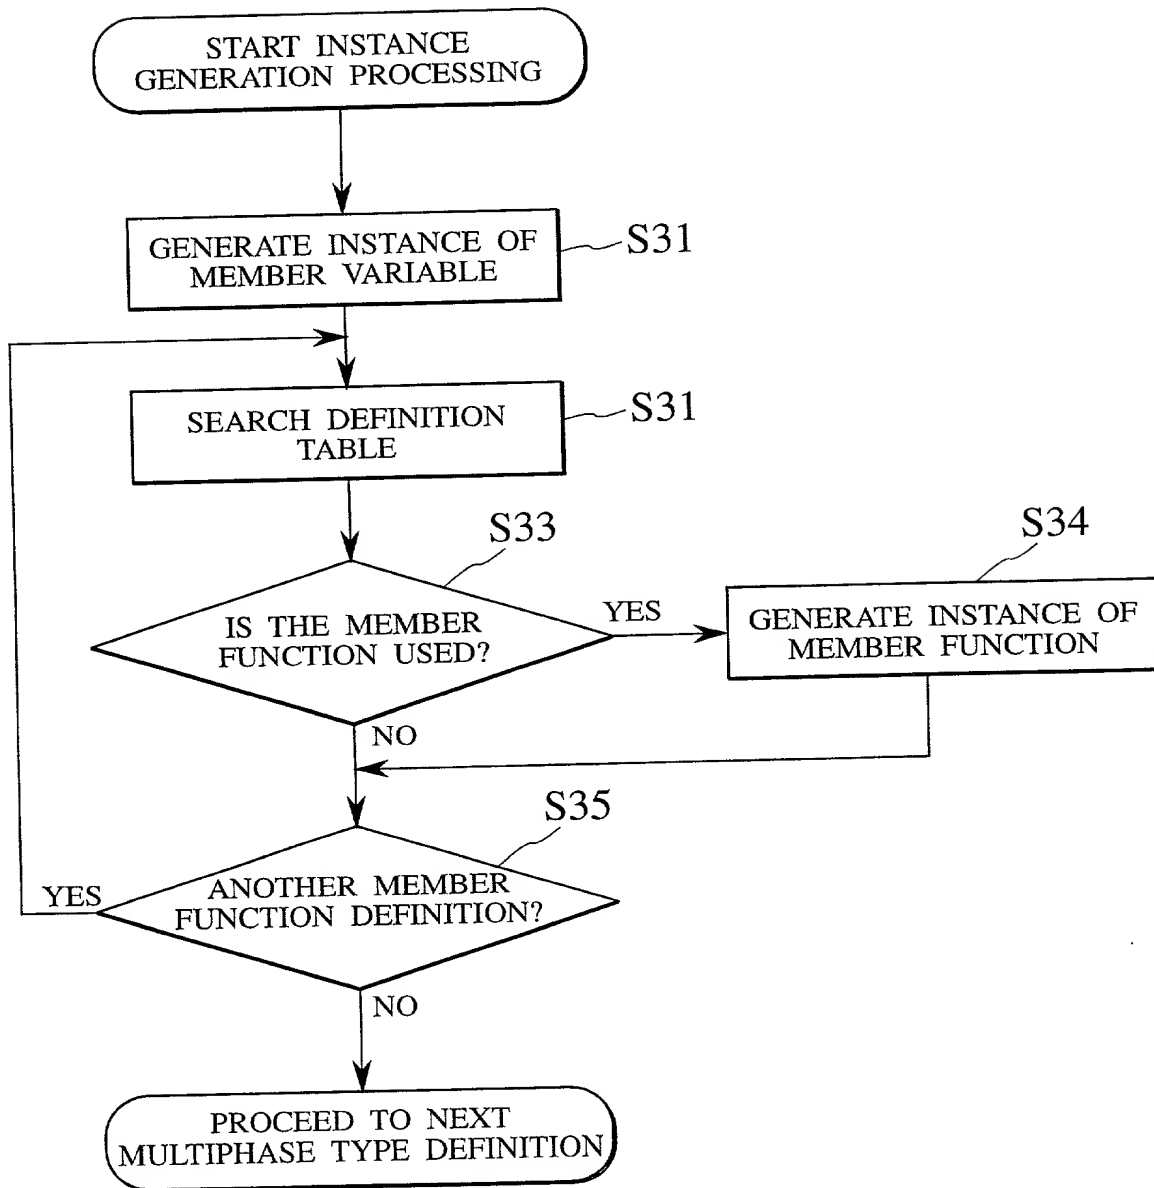 START INSTANCE
GENERATION PROCESSING
GENERATE INSTANCE OF
MEMBER VARIABLE
S31
SEARCH DEFINITION
TABLE
S31
S33
IS THE MEMBER
FUNCTION USED?
YES
S34
GENERATE INSTANCE OF
MEMBER FUNCTION
NO
S35
ANOTHER MEMBER
FUNCTION DEFINITION?
YES
NO
PROCEED TO NEXT
MULTIPHASE TYPE DEFINITION